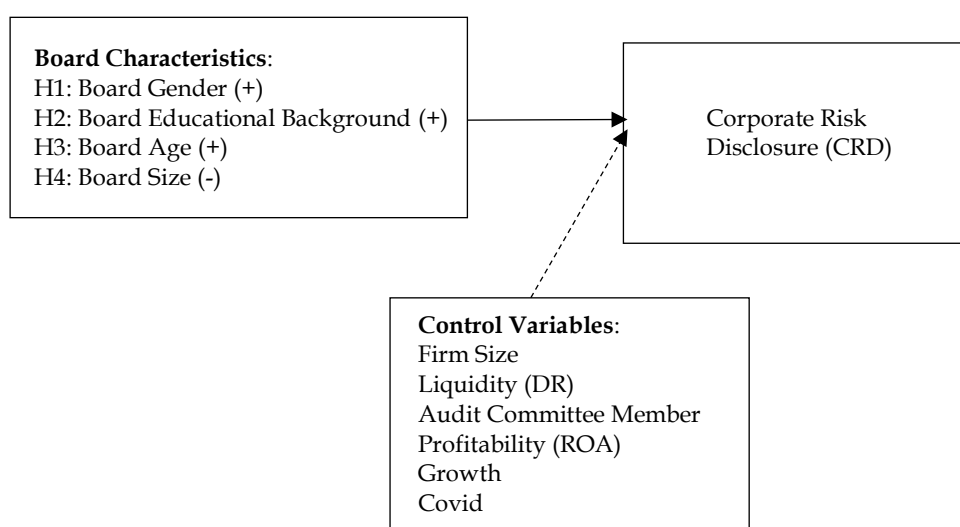 Board Characteristics:
H1: Board Gender (+)
H2: Board Educational Background (+)
H3: Board Age (+)
H4: Board Size (-)
Corporate Risk
Disclosure (CRD)
Control Variables:
Firm Size
Liquidity (DR)
Audit Committee Member
Profitability (ROA)
Growth
Covid